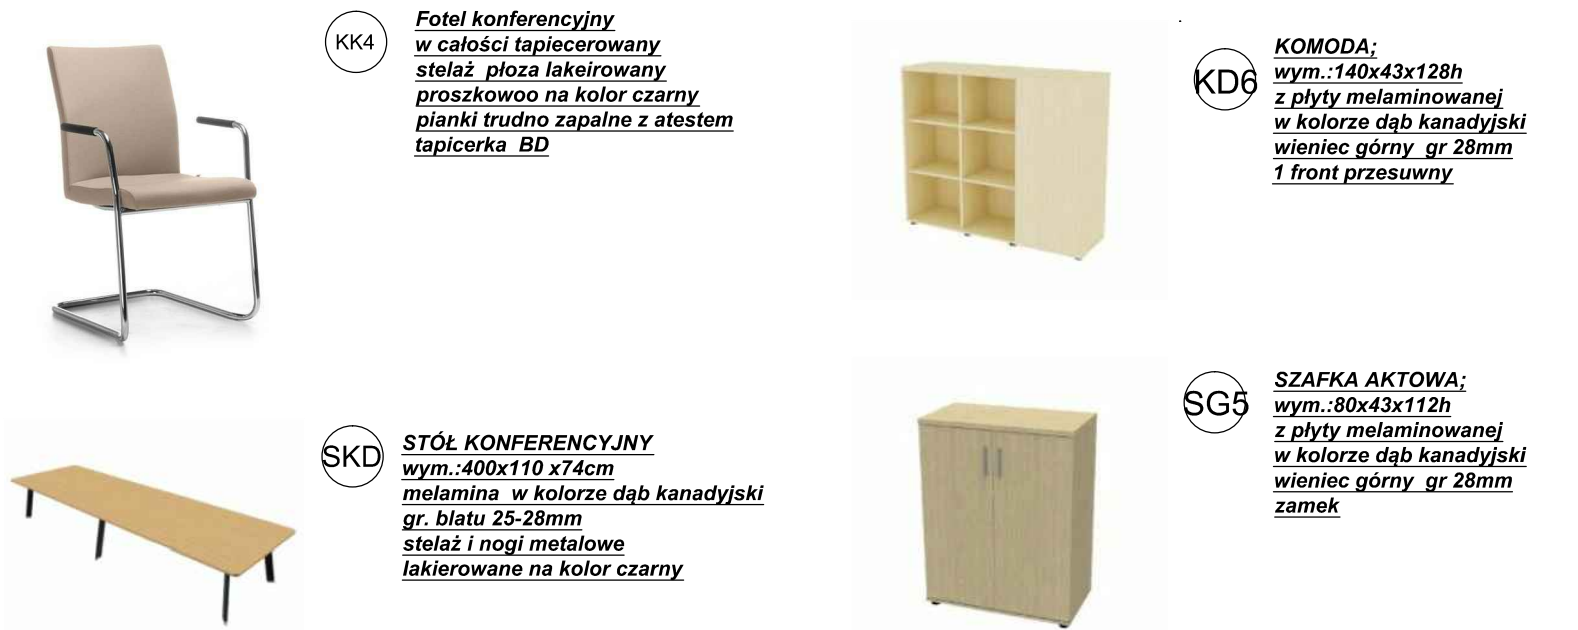 KK4
Fotel konferencyjny
w całości tapiecerowany
stelaż płoza lakeirowany
proszkowoo na kolor czarny
pianki trudno zapalne z atestem
tapicerka BD
SKD
STÓŁ KONFERENCYJNY
wym.:400x110 x74cm
melamina w kolorze dąb kanadyjski
gr. blatu 25-28mm
stelaż i nogi metalowe
lakierowane na kolor czarny
KD6
KOMODA;
wym.:140x43x128h
z płyty melaminowanej
w kolorze dąb kanadyjski
wieniec górny gr 28mm
1 front przesuwny
SG5
SZAFKA AKTOWA;
wym.:80x43x112h
z płyty melaminowanej
w kolorze dąb kanadyjski
wieniec górny gr 28mm
zamek